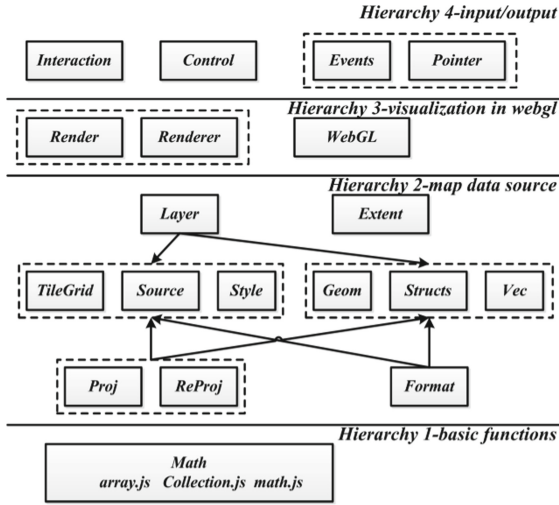 Hierarchy 4-input/output
Interaction
Control
Events
Pointer
Hierarchy 3-visualization in webgl
Render
Renderer
WebGL
Hierarchy 2-map data source
Layer
Extent
TileGrid
Source
Style
Geom
Structs
Vec
Proj
ReProj
Format
Hierarchy 1-basic functions
Math
array.js Collection.js math.js